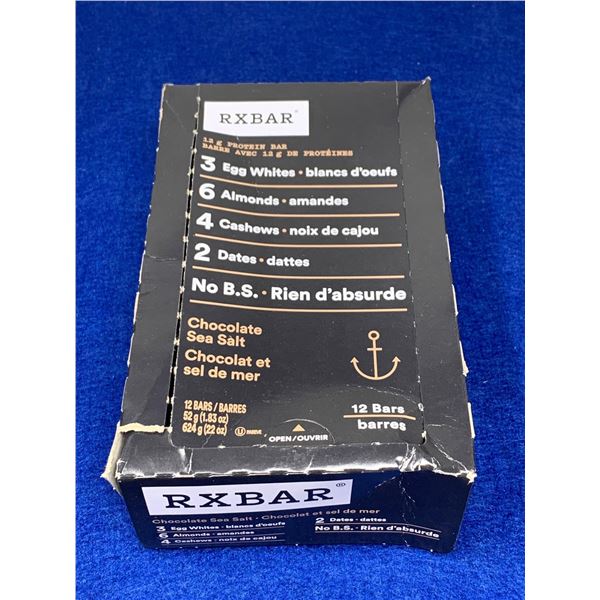 RXBAR®
12 g PROTEIN BAR
BARRE AVEC 12 g DE PROTÉINES
3 Egg Whites · blancs d'oeufs
6 Almonds · amandes
4 Cashews · noix de cajou
2 Dates · dattes
No B.S. · Rien d'absurde
Chocolate
Sea Salt
Chocolat et
sel de mer
12 BARS / BARRES
52 g (1.83 oz)
624 g (22 oz)
U PAREVE
OPEN/OUVRIR
12 Bars
barres
RXBAR®
Chocolate Sea Salt · Chocolat et sel de mer
3 Egg Whites · blancs d'oeufs
6 Almonds · amandes
4 Cashews · noix de cajou
2 Dates · dattes
No B.S. · Rien d'absurde